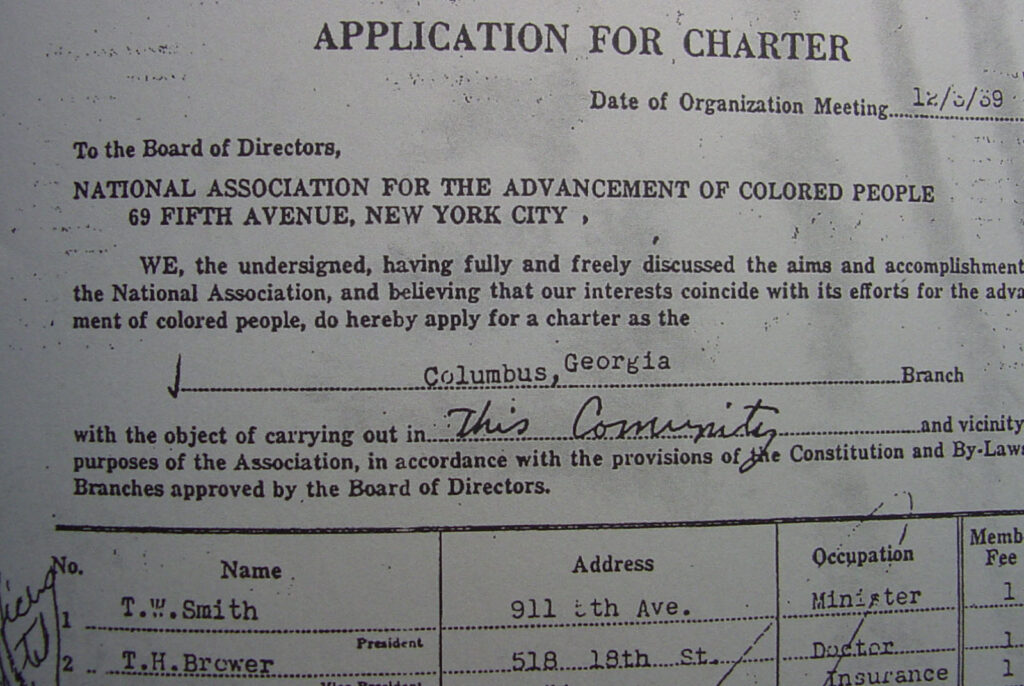 APPLICATION FOR CHARTER
Date of Organization Meeting 12/5/39
To the Board of Directors,
NATIONAL ASSOCIATION FOR THE ADVANCEMENT OF COLORED PEOPLE
69 FIFTH AVENUE, NEW YORK CITY ,
WE, the undersigned, having fully and freely discussed the aims and accomplishment
the National Association, and believing that our interests coincide with its efforts for the adva
ment of colored people, do hereby apply for a charter as the
Columbus, Georgia Branch
with the object of carrying out in This Comunity and vicinity
purposes of the Association, in accordance with the provisions of the Constitution and By-Laws
Branches approved by the Board of Directors.
No. Name Address Occupation Memb
Fee
1 T.W.Smith 911 th Ave. Minister 1
President
2 T.H.Brewer 518 18th St. Doctor 1
Vice President Insurance 1